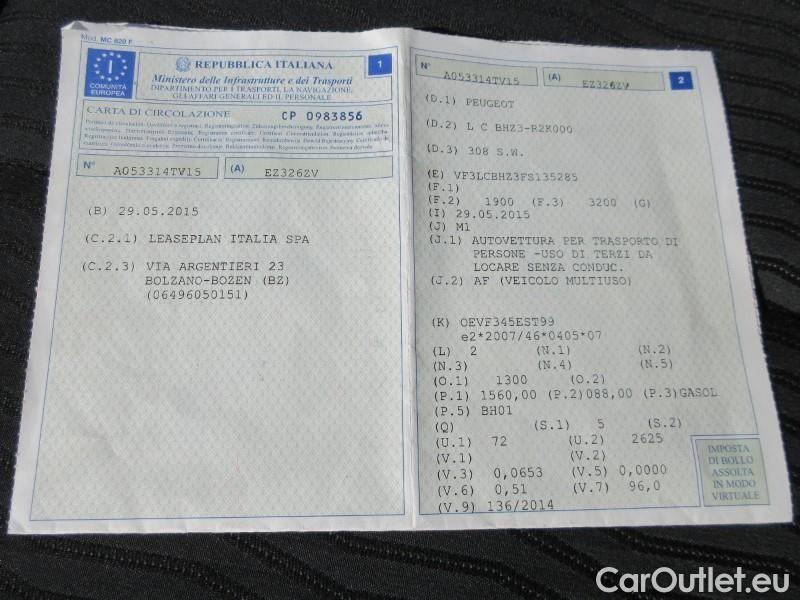 Mod. MC 820 F
I
COMUNITÀ
EUROPEA
REPUBBLICA ITALIANA
1
Ministero delle Infrastrutture e dei Trasporti
DIPARTIMENTO PER I TRASPORTI, LA NAVIGAZIONE,
GLI AFFARI GENERALI ED IL PERSONALE
CARTA DI CIRCOLAZIONE CP 0983856
N° A053314TV15 (A) EZ326ZV
(B) 29.05.2015
(C.2.1) LEASEPLAN ITALIA SPA
(C.2.3) VIA ARGENTIERI 23
BOLZANO-BOZEN (BZ)
(06496050151)
N° A053314TV15 (A) EZ326ZV 2
(D.1) PEUGEOT
(D.2) L C BHZ3-R2K000
(D.3) 308 S.W.
(E) VF3LCBHZ3FS135285
(F.1)
(F.2) 1900 (F.3) 3200 (G)
(I) 29.05.2015
(J) M1
(J.1) AUTOVETTURA PER TRASPORTO DI
PERSONE -USO DI TERZI DA
LOCARE SENZA CONDUC.
(J.2) AF (VEICOLO MULTIUSO)
(K) OEVF345EST99
e2*2007/46*0405*07
(L) 2 (N.1) (N.2)
(N.3) (N.4) (N.5)
(O.1) 1300 (O.2)
(P.1) 1560,00 (P.2)088,00 (P.3)GASOL
(P.5) BH01
(Q) (S.1) 5 (S.2)
(U.1) 72 (U.2) 2625
(V.1) (V.2)
(V.3) 0,0653 (V.5) 0,0000
(V.6) 0,51 (V.7) 96,0
(V.9) 136/2014
IMPOSTA
DI BOLLO
ASSOLTA
IN MODO
VIRTUALE
CarOutlet.eu